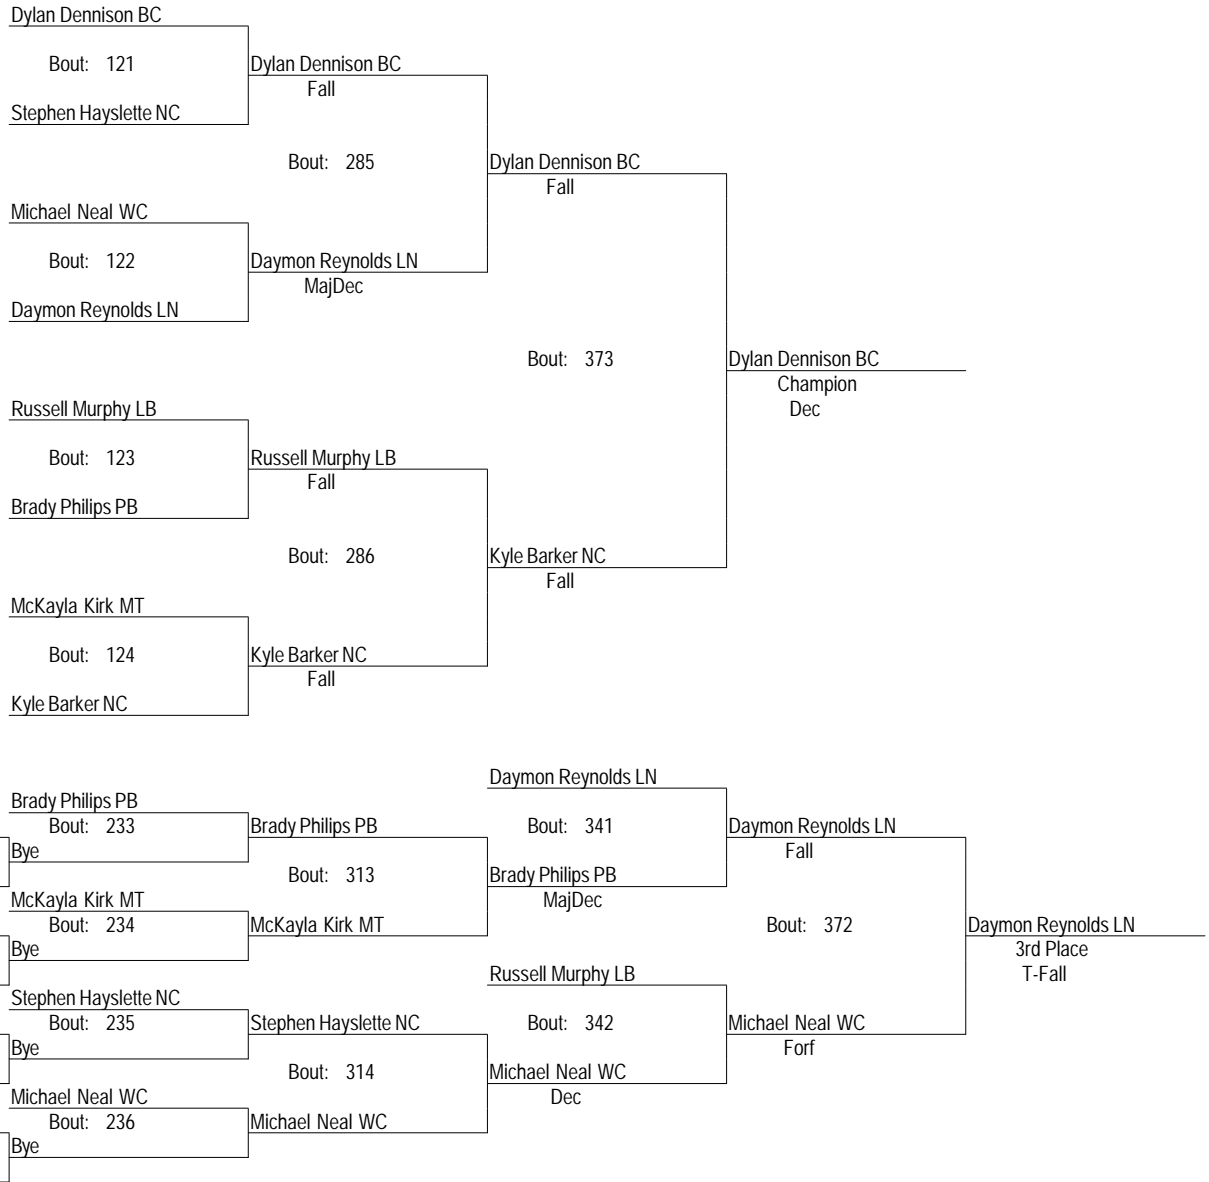 Dylan Dennison BC
Bout: 121
Dylan Dennison BC
Fall
Stephen Hayslette NC
Bout: 285
Dylan Dennison BC
Fall
Michael Neal WC
Bout: 122
Daymon Reynolds LN
MajDec
Daymon Reynolds LN
Bout: 373
Dylan Dennison BC
Champion
Dec
Russell Murphy LB
Bout: 123
Russell Murphy LB
Fall
Brady Philips PB
Bout: 286
Kyle Barker NC
Fall
McKayla Kirk MT
Bout: 124
Kyle Barker NC
Fall
Kyle Barker NC
Daymon Reynolds LN
Brady Philips PB
Bout: 233
Brady Philips PB
Bout: 341
Daymon Reynolds LN
Fall
Bye
Bout: 313
Brady Philips PB
MajDec
McKayla Kirk MT
Bout: 234
McKayla Kirk MT
Bout: 372
Daymon Reynolds LN
3rd Place
T-Fall
Bye
Russell Murphy LB
Stephen Hayslette NC
Bout: 235
Stephen Hayslette NC
Bout: 342
Michael Neal WC
Forf
Bye
Bout: 314
Michael Neal WC
Dec
Michael Neal WC
Bout: 236
Michael Neal WC
Bye